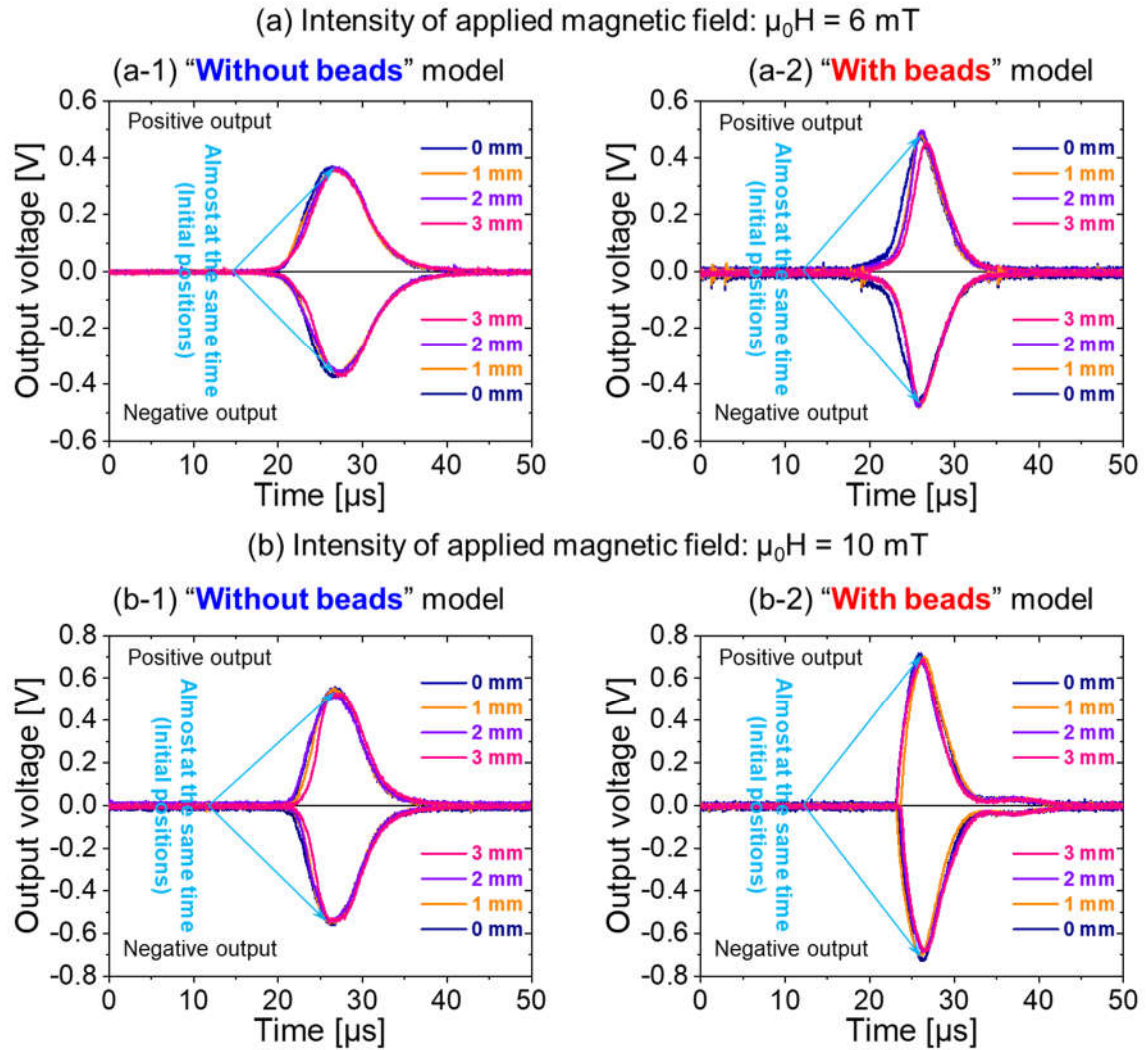 (a) Intensity of applied magnetic field: μ₀H = 6 mT
(a-1) “Without beads” model
Output voltage [V]
0.6
0.4
0.2
0.0
-0.2
-0.4
-0.6
Positive output
Almost at the same time
(Initial positions)
0 mm
1 mm
2 mm
3 mm
3 mm
2 mm
1 mm
0 mm
Negative output
0 10 20 30 40 50
Time [μs]
(a-2) “With beads” model
Output voltage [V]
0.6
0.4
0.2
0.0
-0.2
-0.4
-0.6
Positive output
Almost at the same time
(Initial positions)
0 mm
1 mm
2 mm
3 mm
3 mm
2 mm
1 mm
0 mm
Negative output
0 10 20 30 40 50
Time [μs]
(b) Intensity of applied magnetic field: μ₀H = 10 mT
(b-1) “Without beads” model
Output voltage [V]
0.8
0.6
0.4
0.2
0.0
-0.2
-0.4
-0.6
-0.8
Positive output
Almost at the same time
(Initial positions)
0 mm
1 mm
2 mm
3 mm
3 mm
2 mm
1 mm
0 mm
Negative output
0 10 20 30 40 50
Time [μs]
(b-2) “With beads” model
Output voltage [V]
0.8
0.6
0.4
0.2
0.0
-0.2
-0.4
-0.6
-0.8
Positive output
Almost at the same time
(Initial positions)
0 mm
1 mm
2 mm
3 mm
3 mm
2 mm
1 mm
0 mm
Negative output
0 10 20 30 40 50
Time [μs]